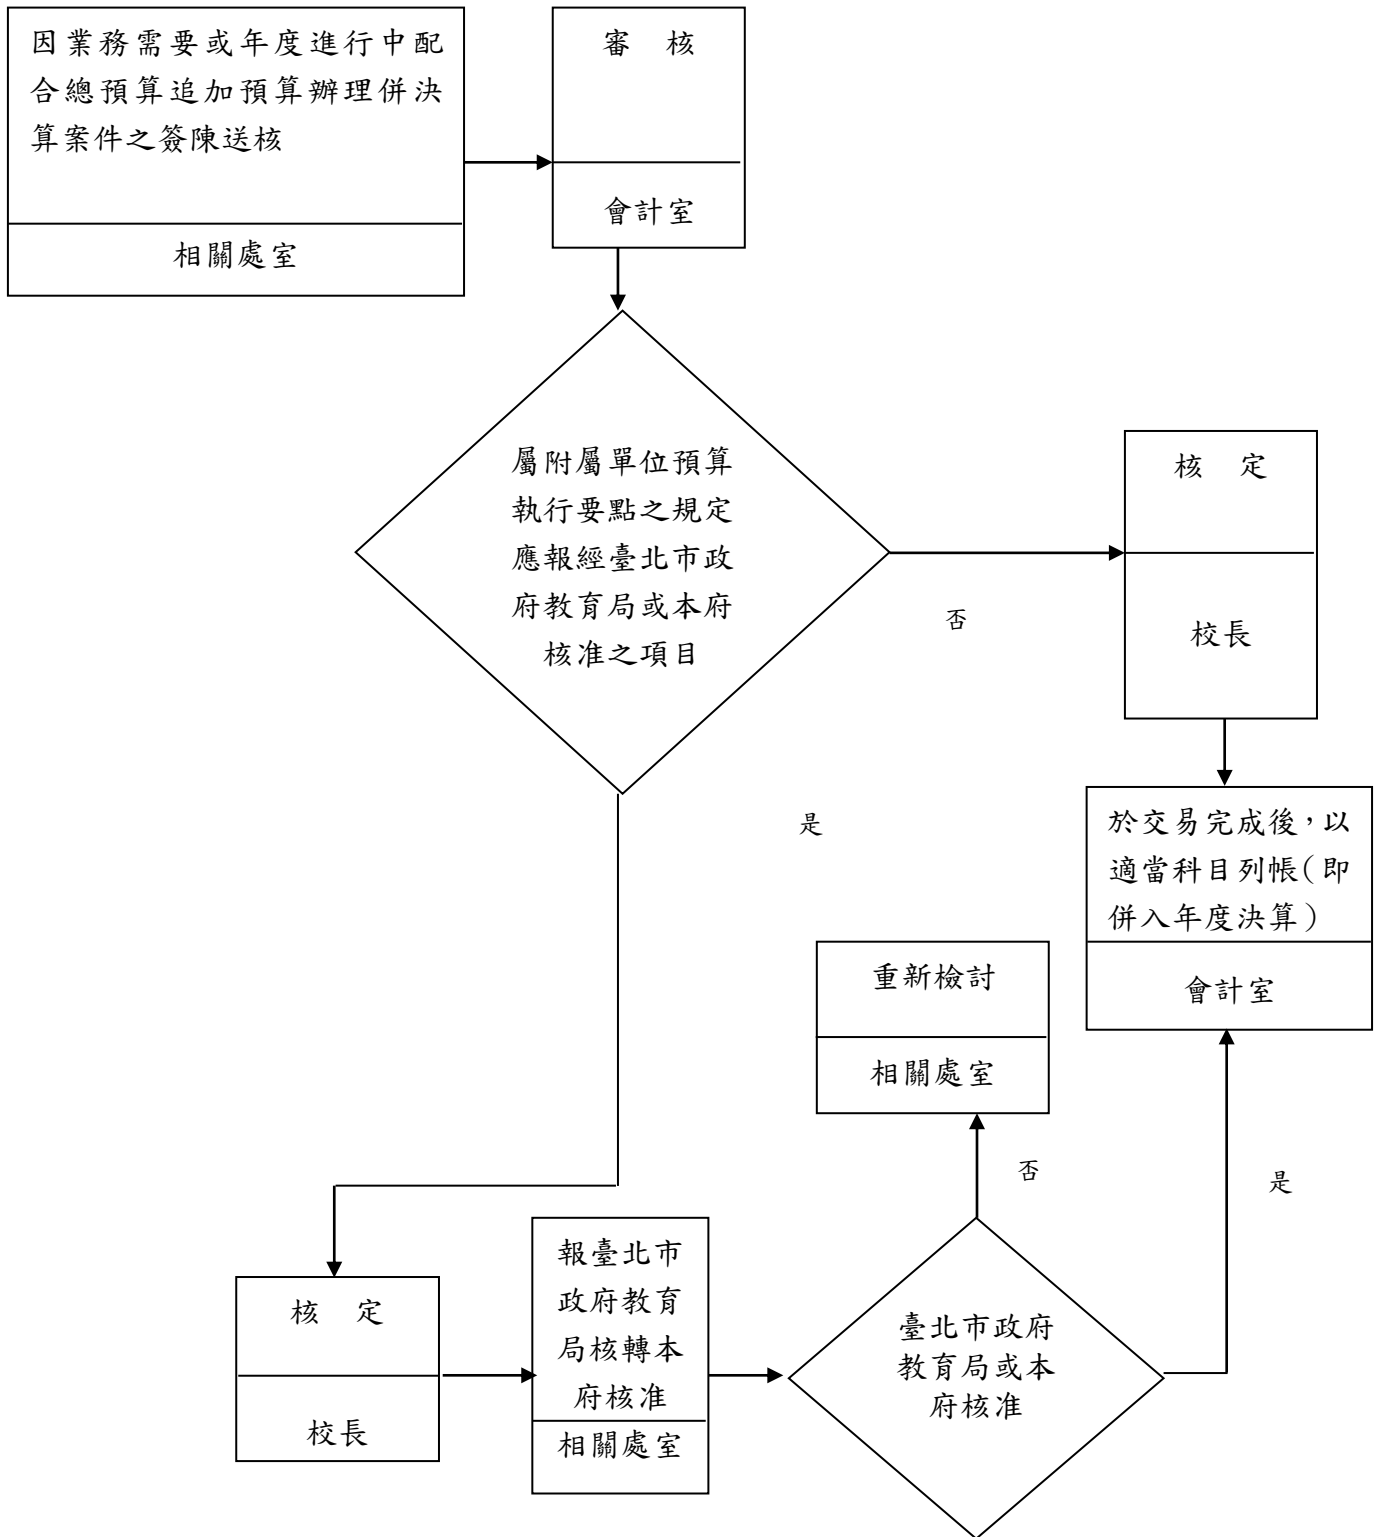 因業務需要或年度進行中配
合總預算追加預算辦理併決
算案件之簽陳送核
相關處室
審 核
會計室
屬附屬單位預算
執行要點之規定
應報經臺北市政
府教育局或本府
核准之項目
否
核 定
校長
是
於交易完成後，以
適當科目列帳（即
併入年度決算）
會計室
重新檢討
相關處室
否
是
核 定
校長
報臺北市
政府教育
局核轉本
府核准
相關處室
臺北市政府
教育局或本
府核准